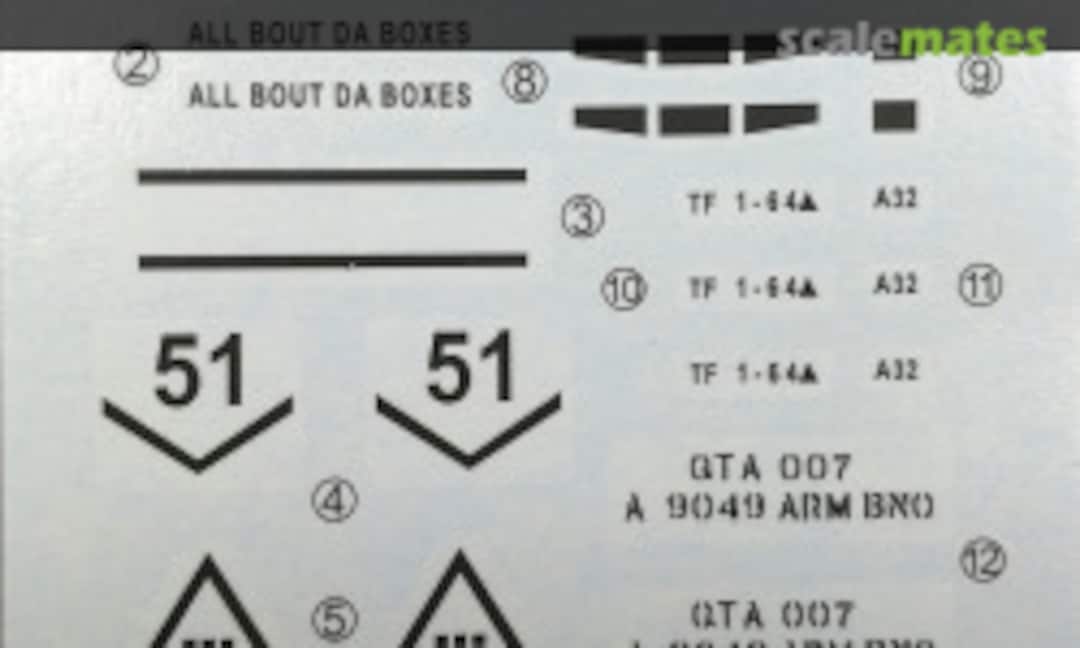 ALL BOUT DA BOXES
scalemates
②
⑧
⑨
ALL BOUT DA BOXES
③
TF 1-64▲ A32
⑩ TF 1-64▲ A32 ⑪
51 51
TF 1-64▲ A32
④
QTA 007
A 9049 ARM BNO
⑫
⑤
QTA 007